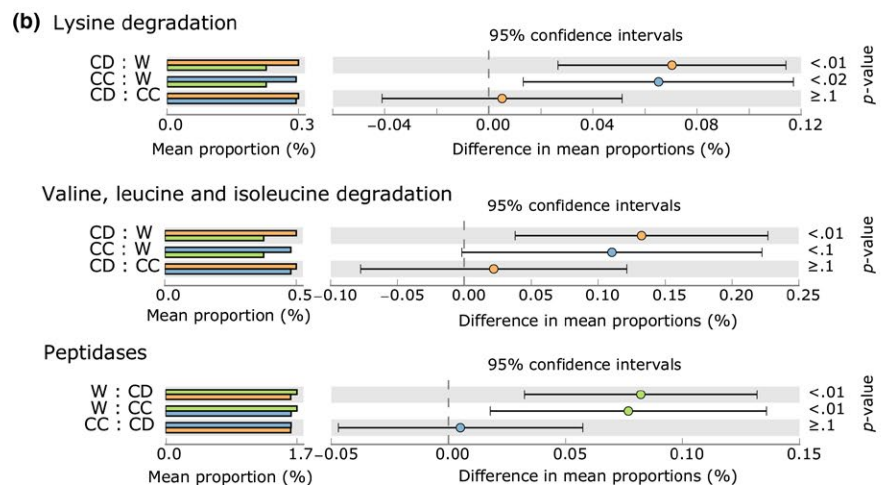 (b) Lysine degradation
95% confidence intervals
CD : W
CC : W
CD : CC
<.01
<.02
≥.1
p-value
0.0 0.3 −0.04 0.00 0.04 0.08 0.12
Mean proportion (%) Difference in mean proportions (%)
Valine, leucine and isoleucine degradation
95% confidence intervals
CD : W
CC : W
CD : CC
<.01
<.1
≥.1
p-value
0.0 0.5 −0.10 −0.05 0.00 0.05 0.10 0.15 0.20 0.25
Mean proportion (%) Difference in mean proportions (%)
Peptidases
95% confidence intervals
W : CD
W : CC
CC : CD
<.01
<.01
≥.1
p-value
0.0 1.7 −0.05 0.00 0.05 0.10 0.15
Mean proportion (%) Difference in mean proportions (%)